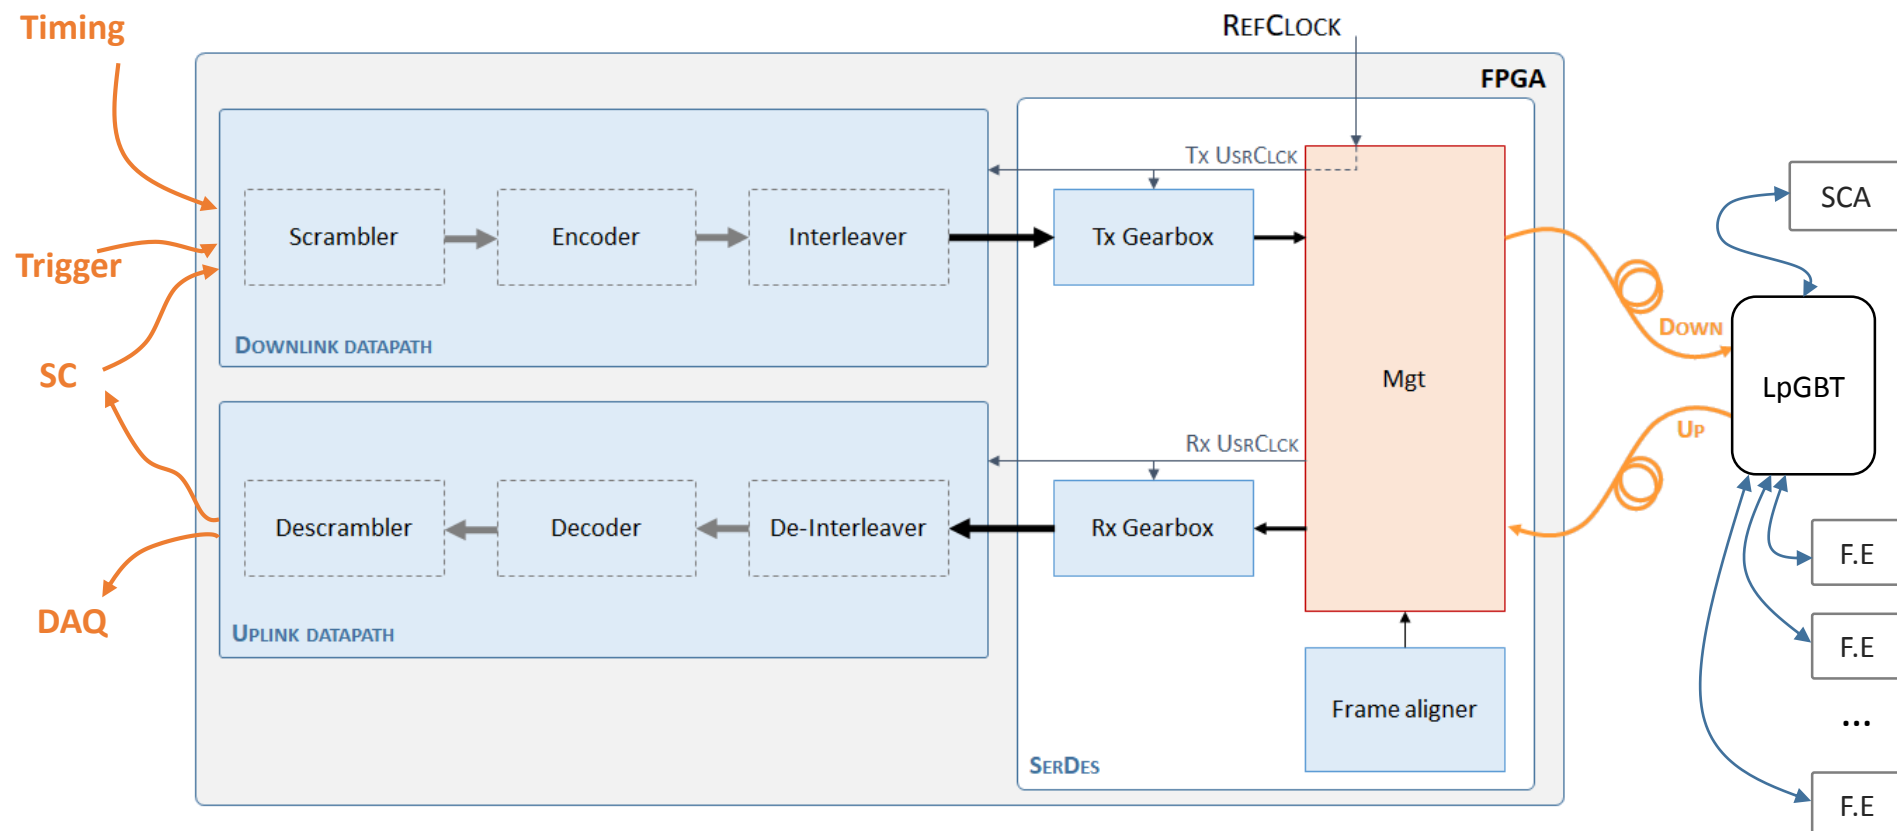 Timing
REFCLOCK
FPGA
Tx USRCLCK
SCA
Scrambler
Encoder
Interleaver
Tx Gearbox
Trigger
DOWN
DOWNLINK DATAPATH
SC
Mgt
LpGBT
UP
Rx USRCLCK
Descrambler
Decoder
De-Interleaver
Rx Gearbox
F.E
DAQ
UPLINK DATAPATH
F.E
Frame aligner
...
SERDES
F.E